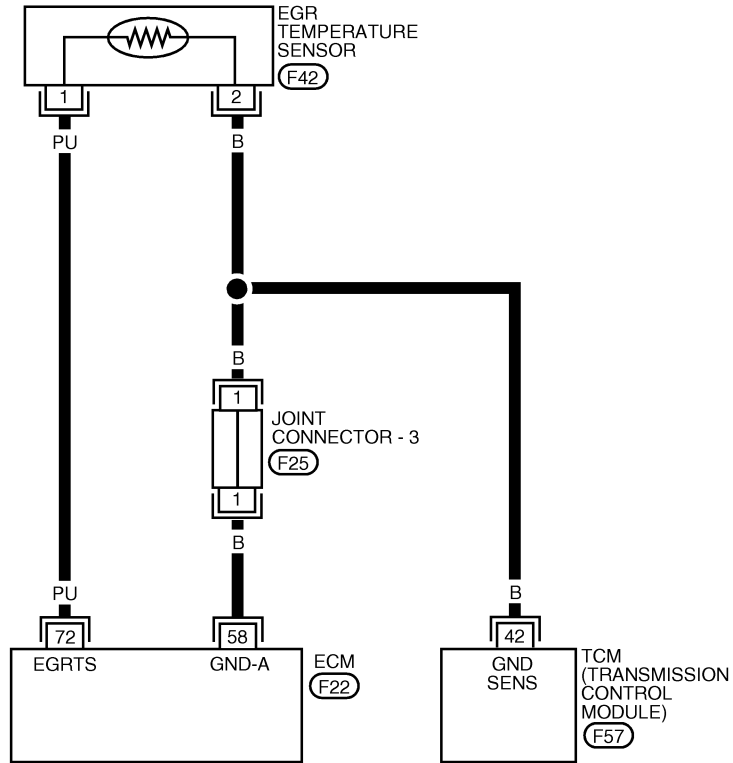 EGR
TEMPERATURE
SENSOR
F42
1
2
PU
B
B
1
JOINT
CONNECTOR - 3
F25
1
B
PU
B
72
58
42
EGRTS
GND-A
ECM
F22
GND
SENS
TCM
(TRANSMISSION
CONTROL
MODULE)
F57